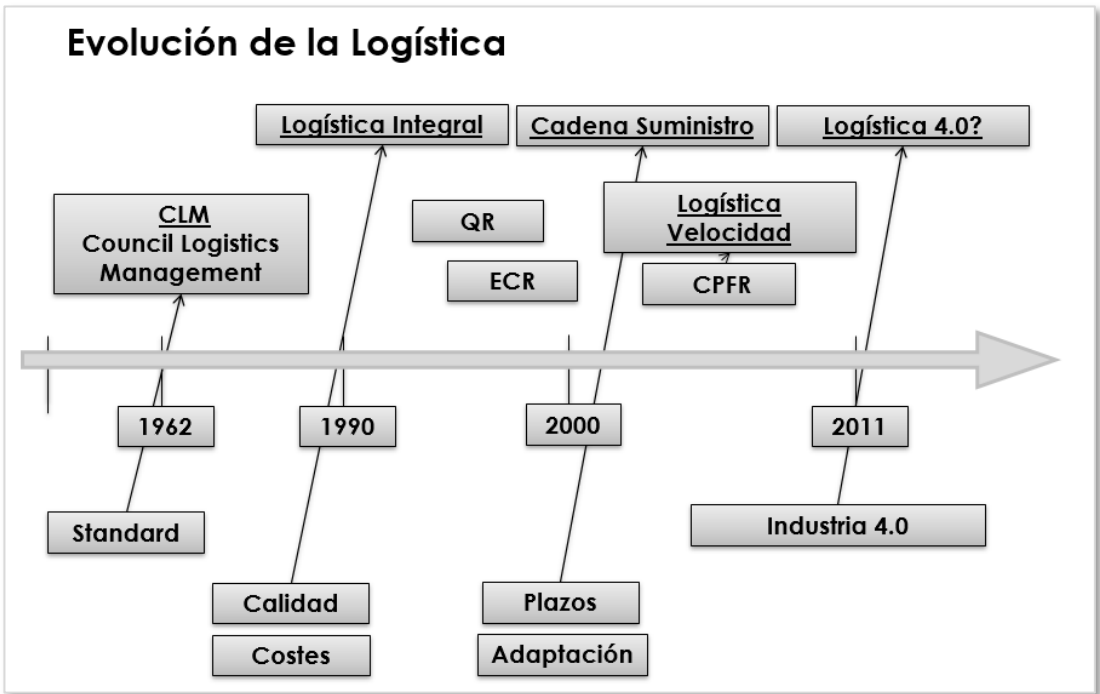 Evolución de la Logística
Logística Integral
Cadena Suministro
Logística 4.0?
CLM
Council Logistics
Management
QR
ECR
Logística
Velocidad
CPFR
1962
1990
2000
2011
Standard
Industria 4.0
Calidad
Costes
Plazos
Adaptación